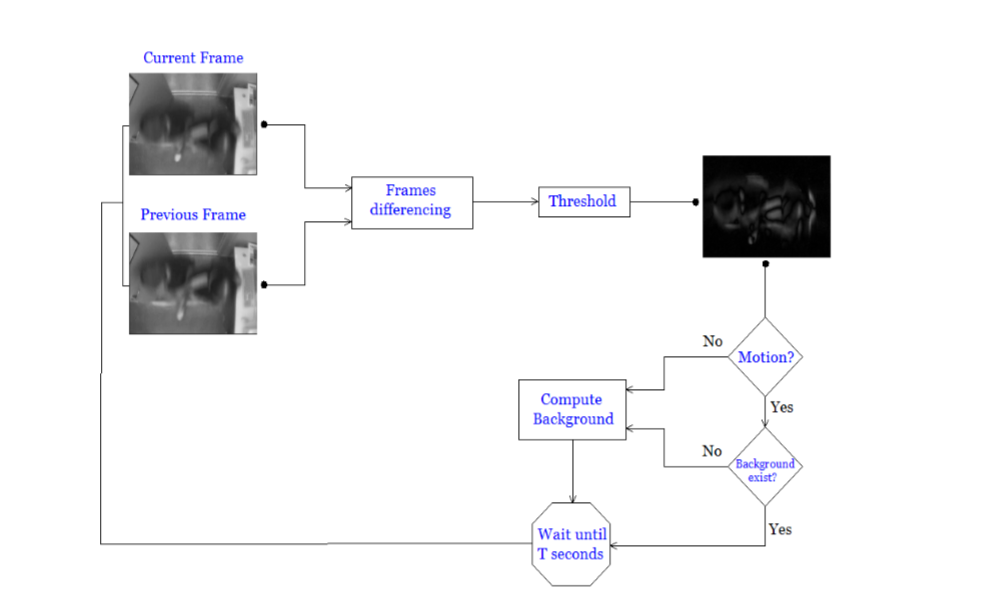 Current Frame
Previous Frame
Frames
differencing
Threshold
No
Motion?
Yes
Compute
Background
No
Background
exist?
Yes
Wait until
T seconds